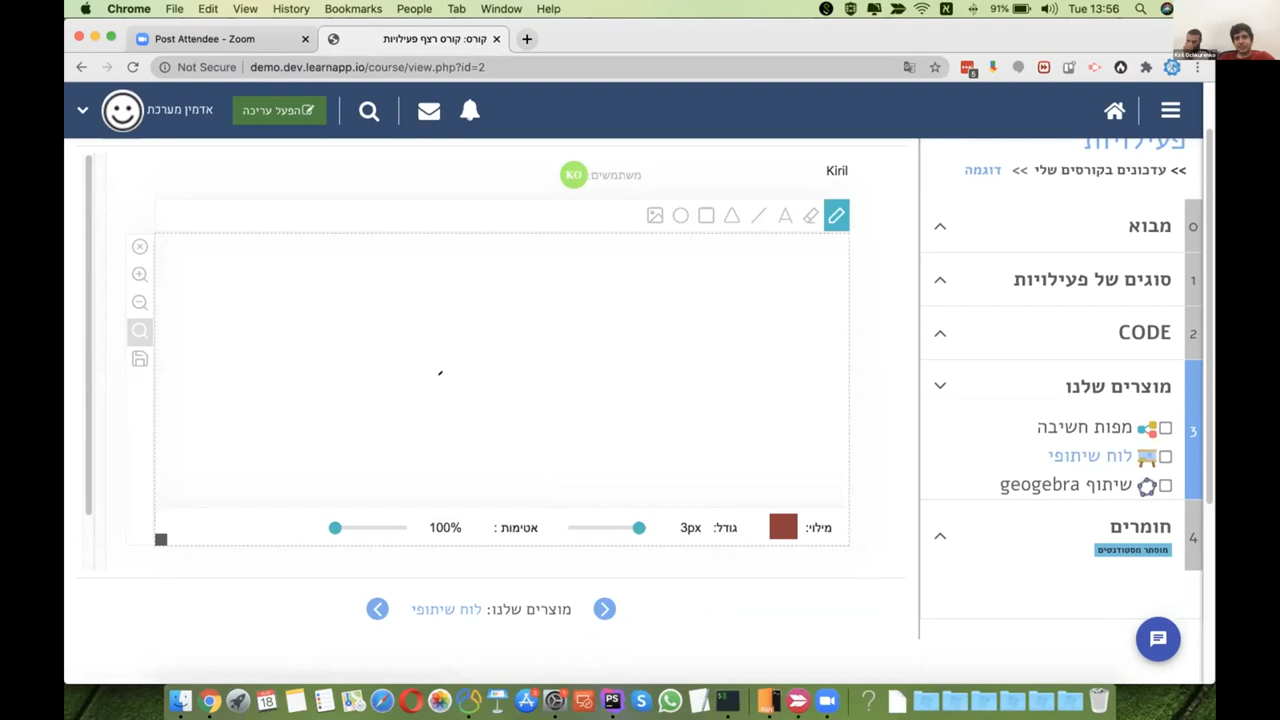 Chrome File Edit View History Bookmarks People Tab Window Help
91% Tue 13:56
Post Attendee - Zoom
קורס: קורס רצף פעילויות
Not Secure demo.dev.learnapp.io/course/view.php?id=2
אדמין מערכת
הפעל עריכה
פעילויות
>> עדכונים בקורסים שלי >> דוגמה
Kiril
משתמשים:
KO
0 מבוא
1 סוגים של פעילויות
2 CODE
3 מוצרים שלנו
מפות חשיבה
לוח שיתופי
שיתוף geogebra
4 חומרים
מוסתר מסטודנטים
מילוי:
גודל: 3px
אטימות : 100%
מוצרים שלנו: לוח שיתופי
Kiril Ochkurenko